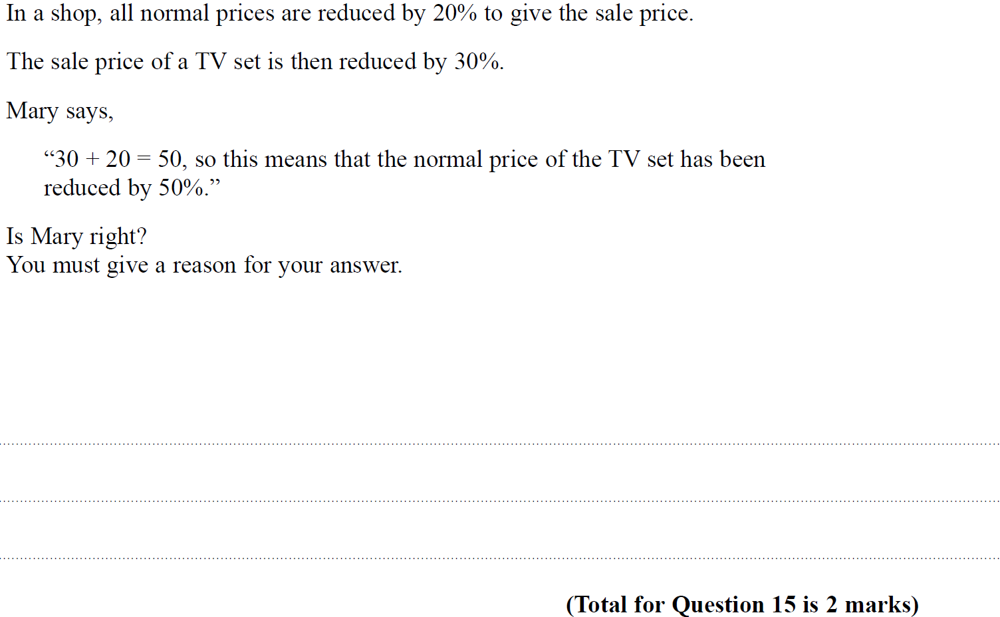 In a shop, all normal prices are reduced by 20% to give the sale price.
The sale price of a TV set is then reduced by 30%.
Mary says,
“30 + 20 = 50, so this means that the normal price of the TV set has been
reduced by 50%.”
Is Mary right?
You must give a reason for your answer.
(Total for Question 15 is 2 marks)